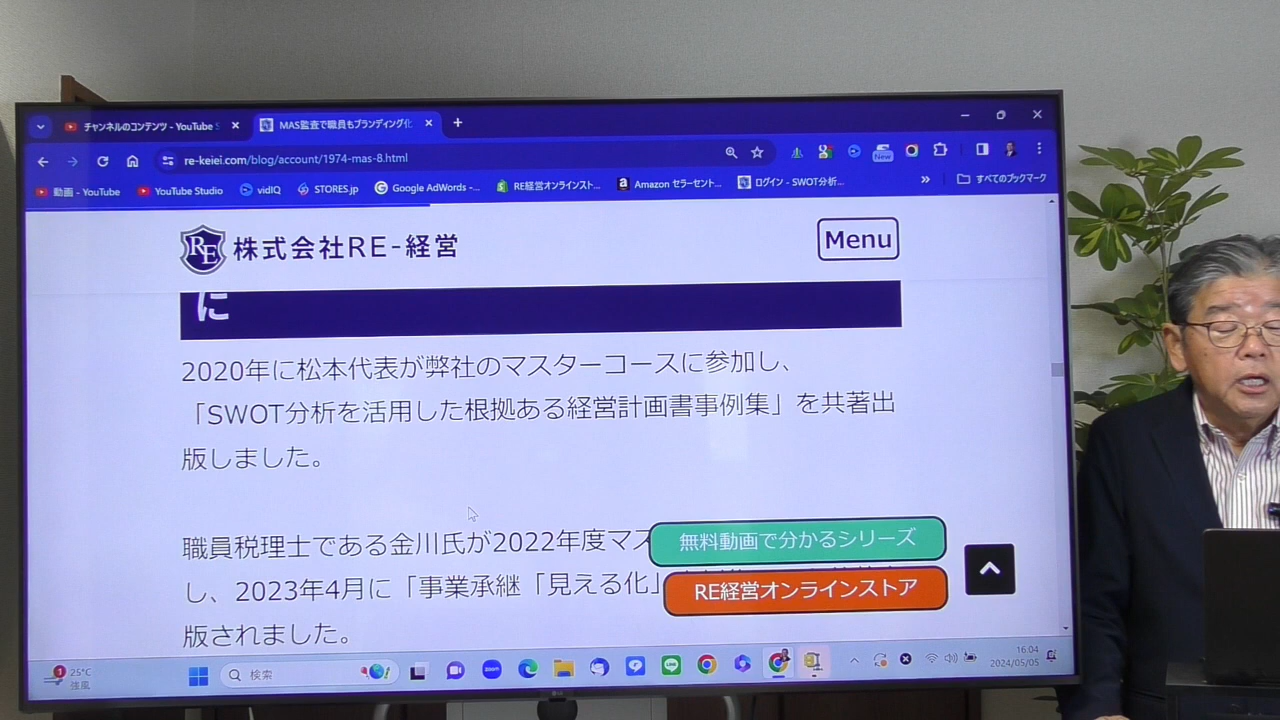 チャンネルのコンテンツ - YouTube S
MAS監査で職員もブランディング化
re-keiei.com/blog/account/1974-mas-8.html
New
動画 - YouTube
YouTube Studio
vidIQ
STORES.jp
Google AdWords -...
RE経営オンラインスト...
Amazon セラーセント...
ログイン - SWOT分析...
すべてのブックマーク
RE 株式会社RE-経営
Menu
に
2020年に松本代表が弊社のマスターコースに参加し、
「SWOT分析を活用した根拠ある経営計画書事例集」を共著出
版しました。
職員税理士である金川氏が2022年度マス
無料動画で分かるシリーズ
し、2023年4月に「事業承継「見える化」
RE経営オンラインストア
版されました。
1
25°C
強風
検索
zoom
LINE
16:04
2024/05/05
LG